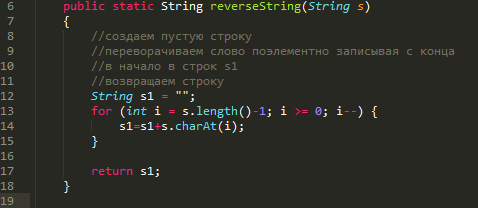 6 public static String reverseString(String s)
7 {
8 //создаем пустую строку
9 //переворачиваем слово поэлементно записывая с конца
10 //в начало в строк s1
11 //возвращаем строку
12 String s1 = "";
13 for (int i = s.length()-1; i >= 0; i--) {
14 s1=s1+s.charAt(i);
15 }
16
17 return s1;
18 }
19